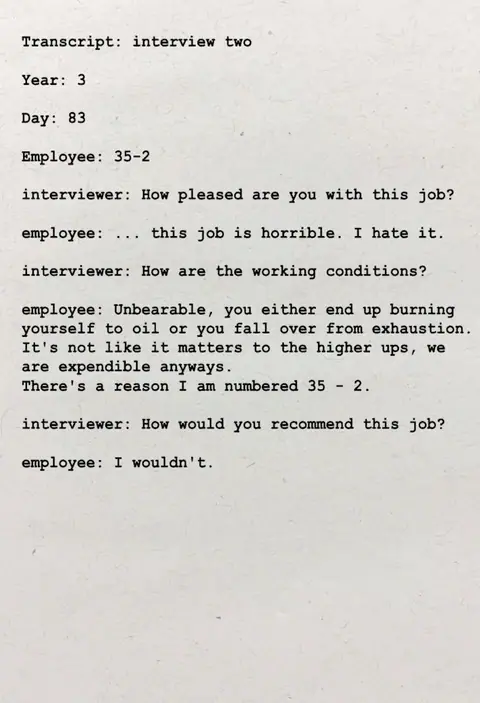 Transcript: interview two
Year: 3
Day: 83
Employee: 35-2
interviewer: How pleased are you with this job?
employee: ... this job is horrible. I hate it.
interviewer: How are the working conditions?
employee: Unbearable, you either end up burning
yourself to oil or you fall over from exhaustion.
It's not like it matters to the higher ups, we
are expendible anyways.
There's a reason I am numbered 35 - 2.
interviewer: How would you recommend this job?
employee: I wouldn't.